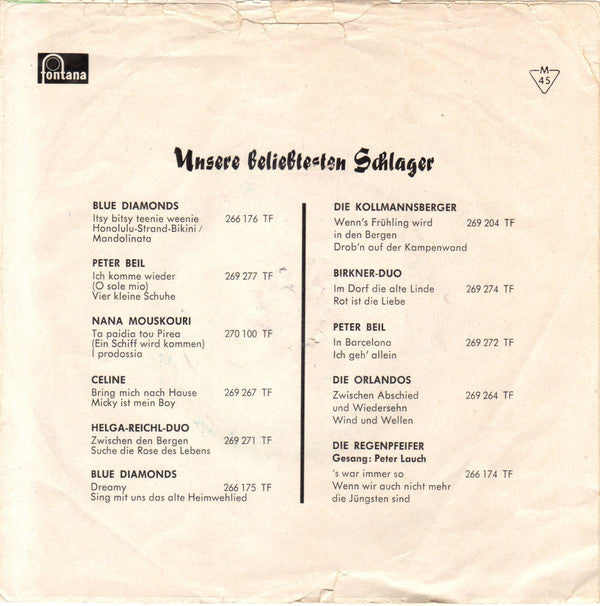 fontana
M
45
Unsere beliebtesten Schlager
BLUE DIAMONDS
Itsy bitsy teenie weenie 266 176 TF
Honolulu-Strand-Bikini /
Mandolinata
PETER BEIL
Ich komme wieder 269 277 TF
(O sole mio)
Vier kleine Schuhe
NANA MOUSKOURI
Ta paidia tou Pirea 270 100 TF
(Ein Schiff wird kommen)
I prodossia
CELINE
Bring mich nach Hause 269 267 TF
Micky ist mein Boy
HELGA-REICHL-DUO
Zwischen den Bergen 269 271 TF
Suche die Rose des Lebens
BLUE DIAMONDS
Dreamy 266 175 TF
Sing mit uns das alte Heimwehlied
DIE KOLLMANNSBERGER
Wenn's Frühling wird 269 204 TF
in den Bergen
Drob'n auf der Kampenwand
BIRKNER-DUO
Im Dorf die alte Linde 269 274 TF
Rot ist die Liebe
PETER BEIL
In Barcelona 269 272 TF
Ich geh' allein
DIE ORLANDOS
Zwischen Abschied 269 264 TF
und Wiedersehn
Wind und Wellen
DIE REGENPFEIFER
Gesang: Peter Lauch
's war immer so 266 174 TF
Wenn wir auch nicht mehr
die Jüngsten sind